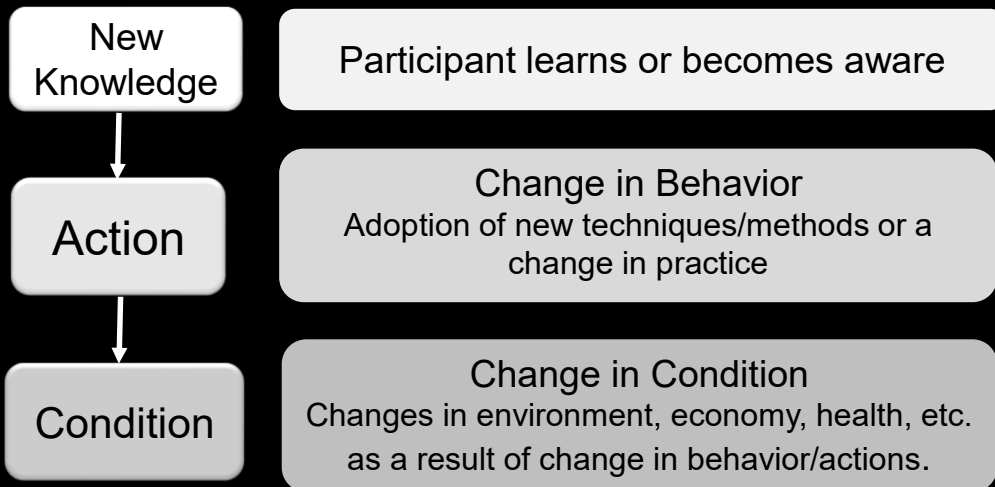 New
Knowledge
Participant learns or becomes aware
Action
Change in Behavior
Adoption of new techniques/methods or a
change in practice
Condition
Change in Condition
Changes in environment, economy, health, etc.
as a result of change in behavior/actions.